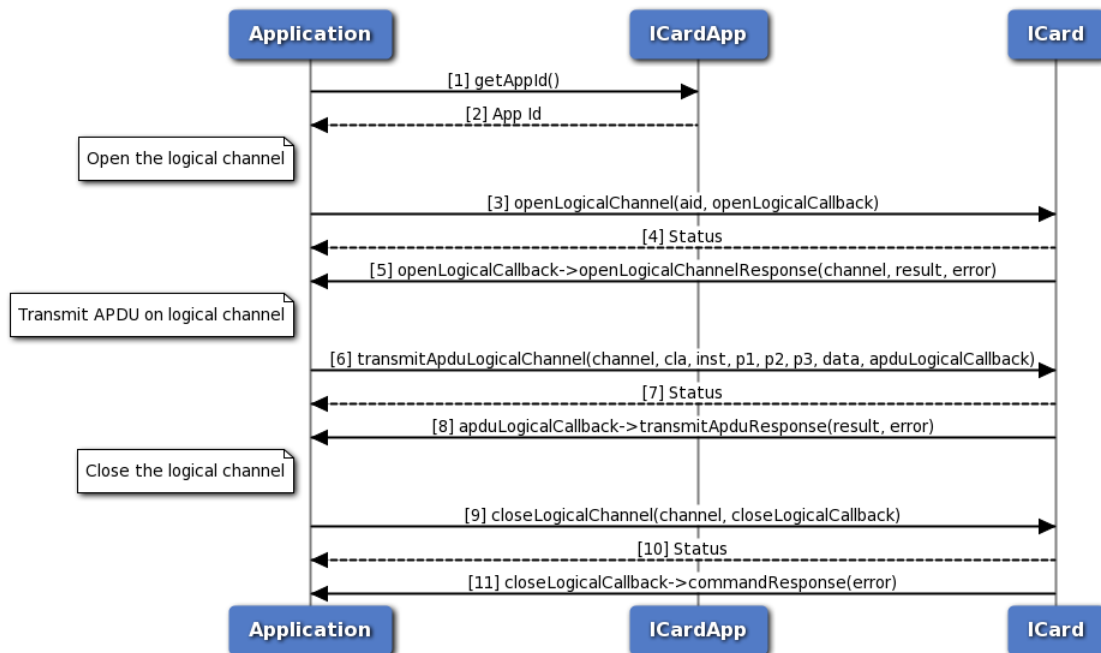 Application
ICardApp
ICard
[1] getAppId()
[2] App Id
Open the logical channel
[3] openLogicalChannel(aid, openLogicalCallback)
[4] Status
[5] openLogicalCallback->openLogicalChannelResponse(channel, result, error)
Transmit APDU on logical channel
[6] transmitApduLogicalChannel(channel, cla, inst, p1, p2, p3, data, apduLogicalCallback)
[7] Status
[8] apduLogicalCallback->transmitApduResponse(result, error)
Close the logical channel
[9] closeLogicalChannel(channel, closeLogicalCallback)
[10] Status
[11] closeLogicalCallback->commandResponse(error)
Application
ICardApp
ICard